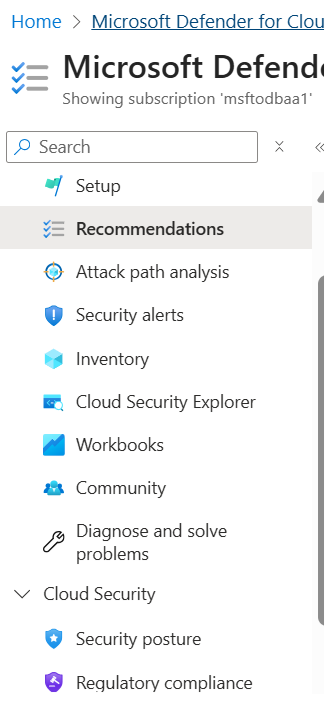 Home > Microsoft Defender for Clou
Microsoft Defende
Showing subscription 'msftodbaa1'
Search
Setup
Recommendations
Attack path analysis
Security alerts
Inventory
Cloud Security Explorer
Workbooks
Community
Diagnose and solve
problems
Cloud Security
Security posture
Regulatory compliance